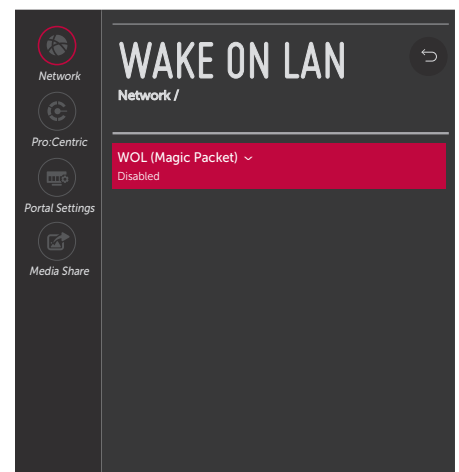 Network
Pro:Centric
Portal Settings
Media Share
WAKE ON LAN
Network /
WOL (Magic Packet)
Disabled